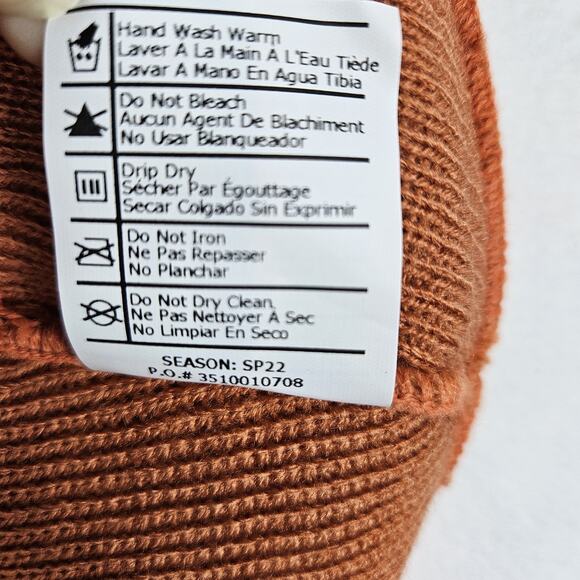 Hand Wash Warm
Laver A La Main A L'Eau Tiède
Lavar A Mano En Agua Tibia
Do Not Bleach
Aucun Agent De Blachiment
No Usar Blanqueador
Drip Dry
Sécher Par Égouttage
Secar Colgado Sin Exprimir
Do Not Iron
Ne Pas Repasser
No Planchar
Do Not Dry Clean.
Ne Pas Nettoyer À Sec
No Limpiar En Seco
SEASON: SP22
P.O.# 3510010708